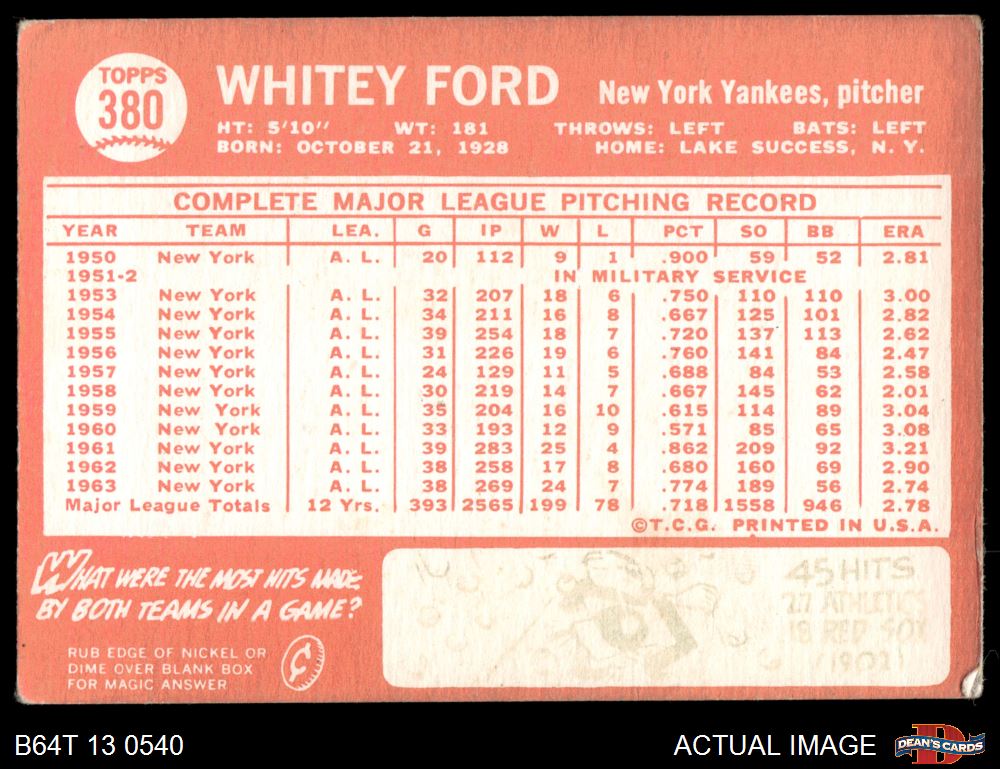 TOPPS
380
WHITEY FORD
New York Yankees, pitcher
HT: 5'10" WT: 181 THROWS: LEFT BATS: LEFT
BORN: OCTOBER 21, 1928 HOME: LAKE SUCCESS, N. Y.
COMPLETE MAJOR LEAGUE PITCHING RECORD
YEAR TEAM LEA. G IP W L PCT SO BB ERA
1950 New York A. L. 20 112 9 1 .900 59 52 2.81
1951-2 IN MILITARY SERVICE
1953 New York A. L. 32 207 18 6 .750 110 110 3.00
1954 New York A. L. 34 211 16 8 .667 125 101 2.82
1955 New York A. L. 39 254 18 7 .720 137 113 2.62
1956 New York A. L. 31 226 19 6 .760 141 84 2.47
1957 New York A. L. 24 129 11 5 .688 84 53 2.58
1958 New York A. L. 30 219 14 7 .667 145 62 2.01
1959 New York A. L. 35 204 16 10 .615 114 89 3.04
1960 New York A. L. 33 193 12 9 .571 85 65 3.08
1961 New York A. L. 39 283 25 4 .862 209 92 3.21
1962 New York A. L. 38 258 17 8 .680 160 69 2.90
1963 New York A. L. 38 269 24 7 .774 189 56 2.74
Major League Totals 12 Yrs. 393 2565 199 78 .718 1558 946 2.78
©T.C.G. PRINTED IN U.S.A.
WHAT WERE THE MOST HITS MADE
BY BOTH TEAMS IN A GAME?
RUB EDGE OF NICKEL OR
DIME OVER BLANK BOX
FOR MAGIC ANSWER
45 HITS
27 ATHLETICS
18 RED SOX
(1902)
B64T 13 0540
ACTUAL IMAGE
DEAN'S CARDS